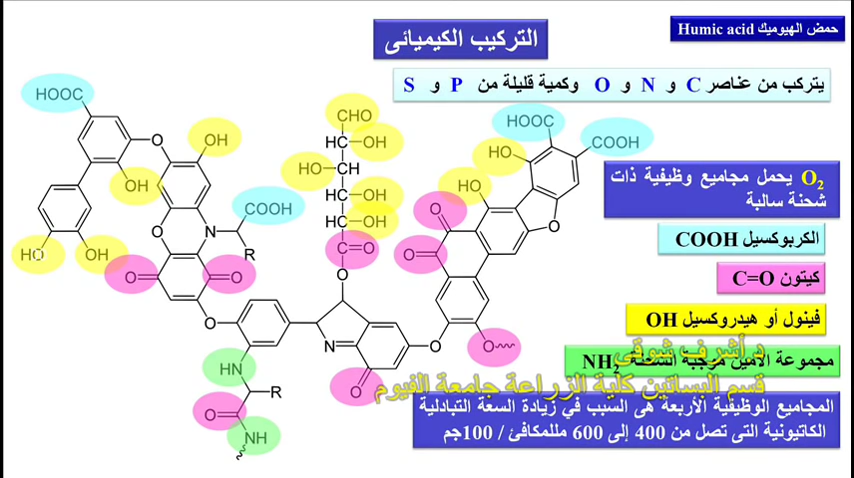 حمض الهيوميك Humic acid
التركيب الكيميائى
يتركب من عناصر C و N و O وكمية قليلة من P و S
O2 يحمل مجاميع وظيفية ذات
شحنة سالبة
الكربوكسيل COOH
كيتون C=O
فينول أو هيدروكسيل OH
مجموعة الأمين موجبة الشحنة NH2
د.أشرف شوقى
قسم البساتين كلية الزراعة جامعة الفيوم
المجاميع الوظيفية الأربعة هى السبب في زيادة السعة التبادلية
الكاتيونية التى تصل من 400 إلى 600 مللمكافئ / 100جم
HOOC
O
OH
OH
HO
OH
O
N
COOH
R
O
O
O
CHO
HC OH
HO CH
HC OH
HC OH
C=O
O
HOOC
COOH
OH
HO
O
O
O
O
O
N
O
HN
R
O
NH